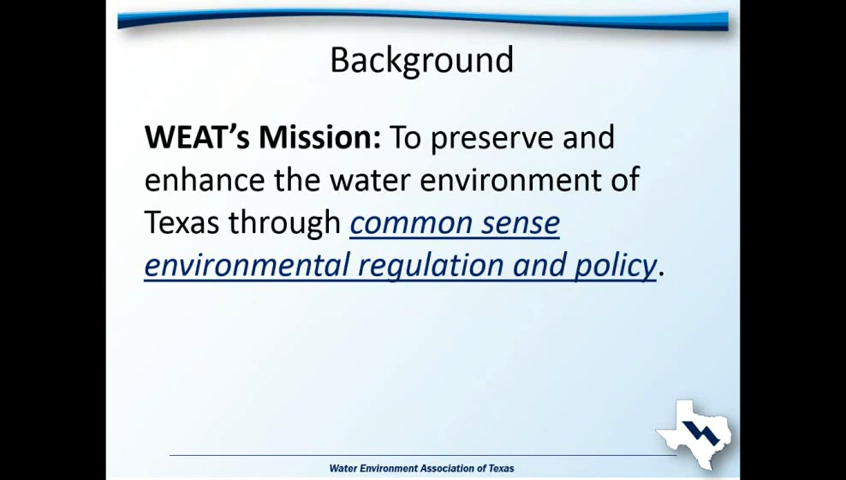 Background
WEAT’s Mission: To preserve and
enhance the water environment of
Texas through common sense
environmental regulation and policy.
Water Environment Association of Texas